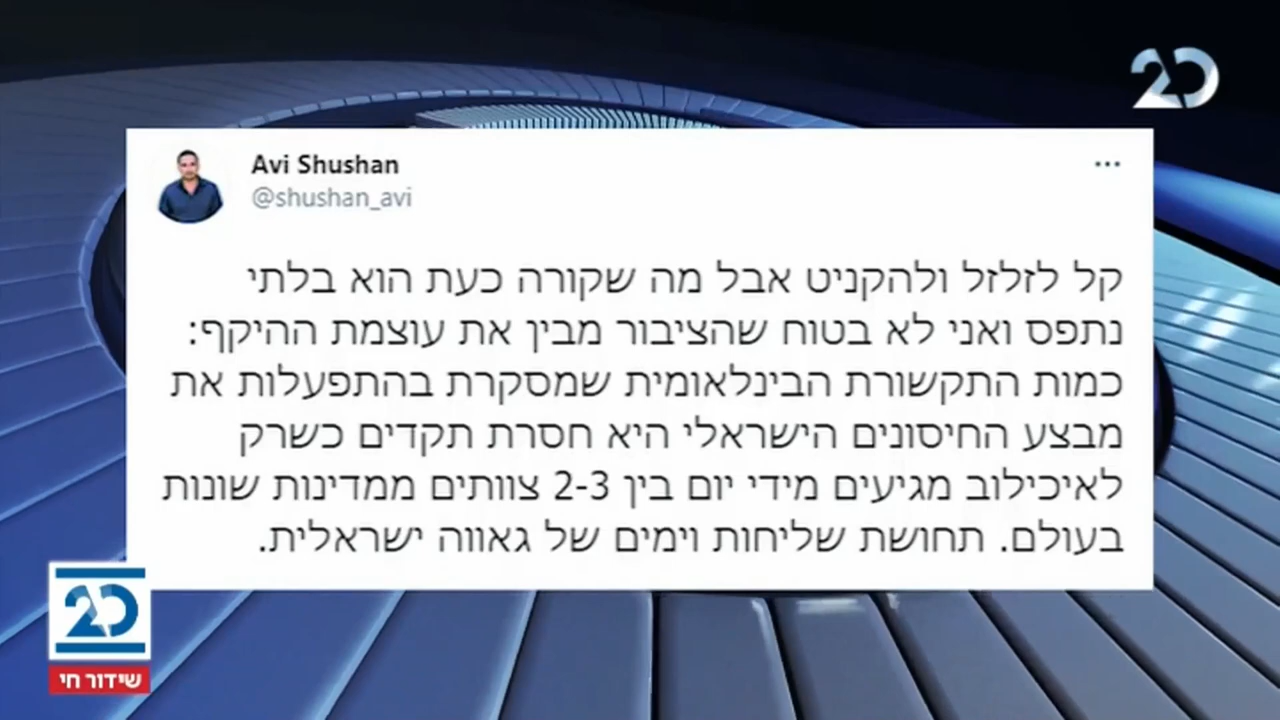 20
Avi Shushan
@shushan_avi
קל לזלזל ולהקניט אבל מה שקורה כעת הוא בלתי
נתפס ואני לא בטוח שהציבור מבין את עוצמת ההיקף:
כמות התקשורת הבינלאומית שמסקרת בהתפעלות את
מבצע החיסונים הישראלי היא חסרת תקדים כשרק
לאיכילוב מגיעים מידי יום בין 2-3 צוותים ממדינות שונות
בעולם. תחושת שליחות וימים של גאווה ישראלית.
20
שידור חי